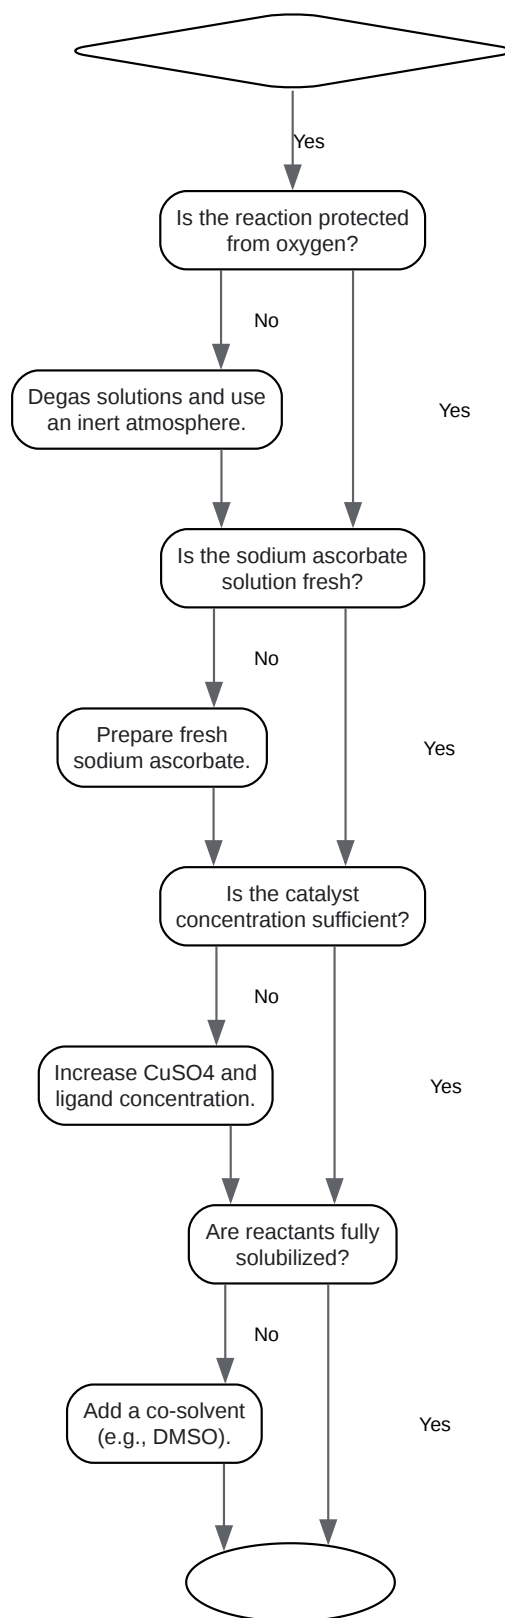 Yes
Is the reaction protected
from oxygen?
No
Degas solutions and use
an inert atmosphere.
Yes
Is the sodium ascorbate
solution fresh?
No
Prepare fresh
sodium ascorbate.
Yes
Is the catalyst
concentration sufficient?
No
Increase CuSO4 and
ligand concentration.
Yes
Are reactants fully
solubilized?
No
Add a co-solvent
(e.g., DMSO).
Yes